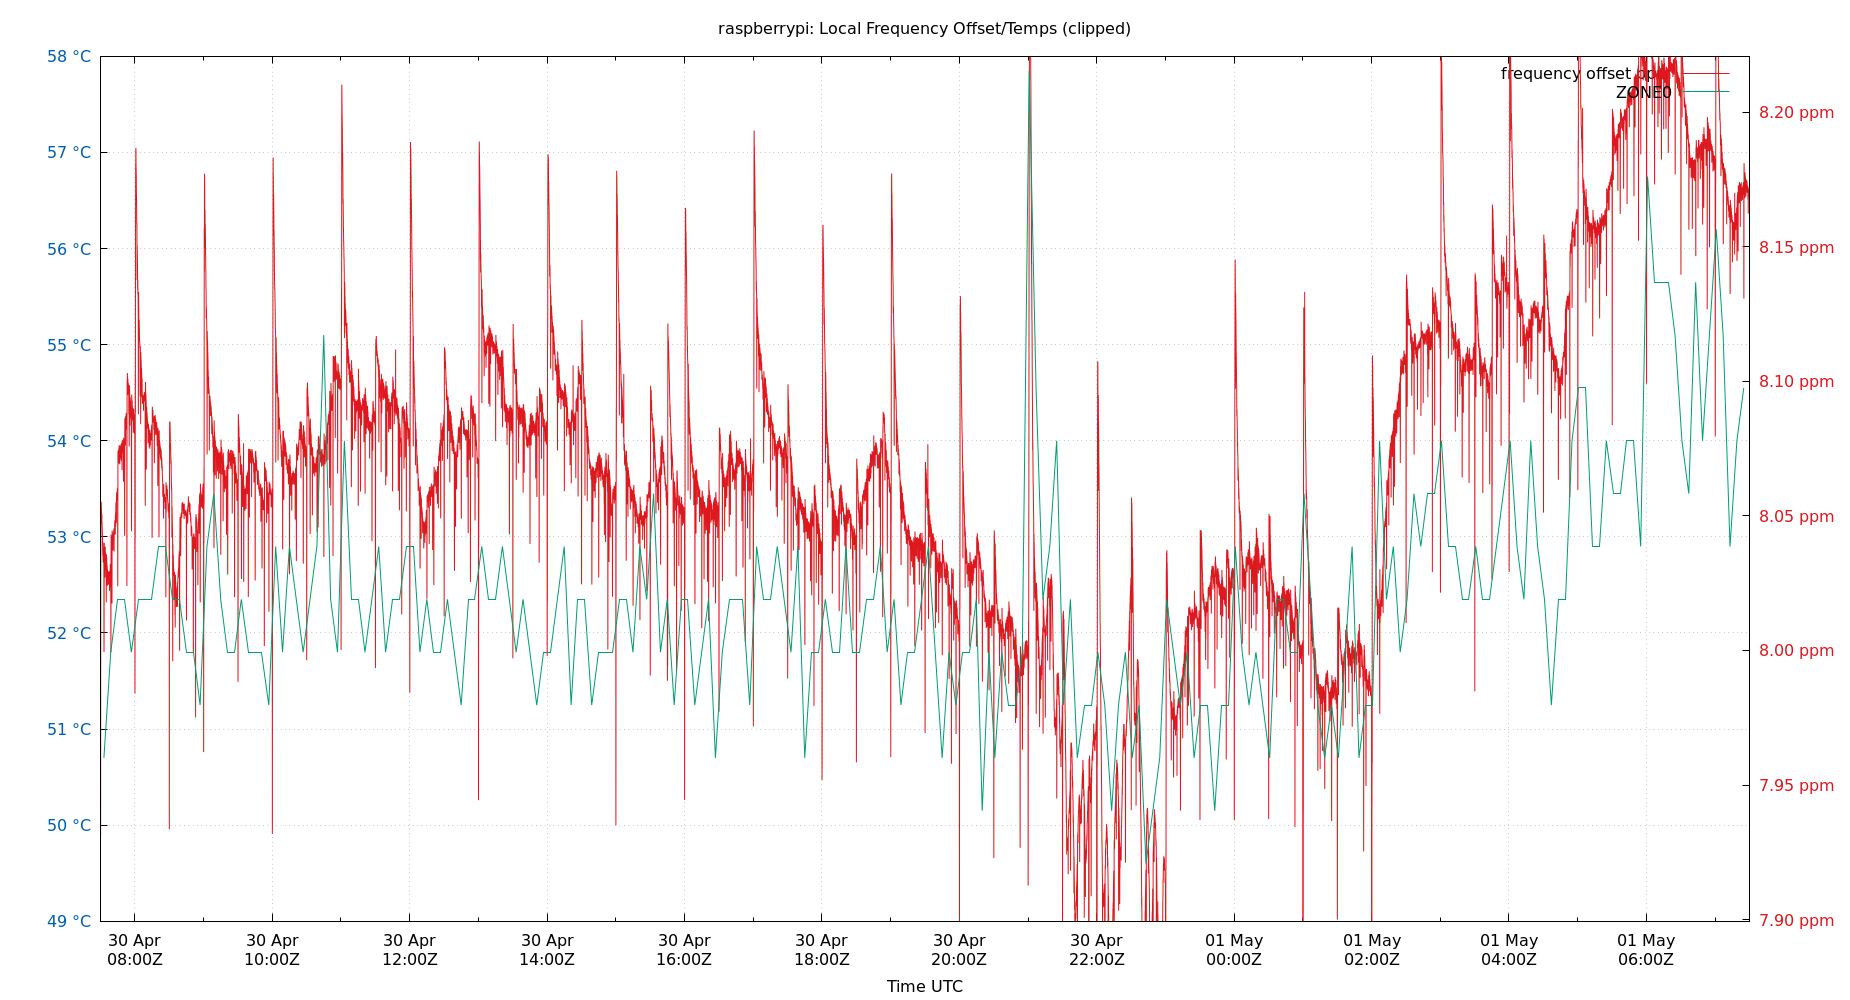 raspberrypi: Local Frequency Offset/Temps (clipped)
58 °C
57 °C
56 °C
55 °C
54 °C
53 °C
52 °C
51 °C
50 °C
49 °C
frequency offset
ZONE0
8.20 ppm
8.15 ppm
8.10 ppm
8.05 ppm
8.00 ppm
7.95 ppm
7.90 ppm
30 Apr 30 Apr 30 Apr 30 Apr 30 Apr 30 Apr 30 Apr 30 Apr 01 May 01 May 01 May 01 May
08:00Z 10:00Z 12:00Z 14:00Z 16:00Z 18:00Z 20:00Z 22:00Z 00:00Z 02:00Z 04:00Z 06:00Z
Time UTC